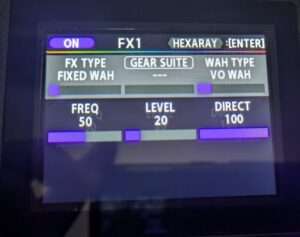 ON FX1 HEXARAY :[ENTER]
FX TYPE GEAR SUITE WAH TYPE
FIXED WAH --- VO WAH
FREQ LEVEL DIRECT
50 20 100